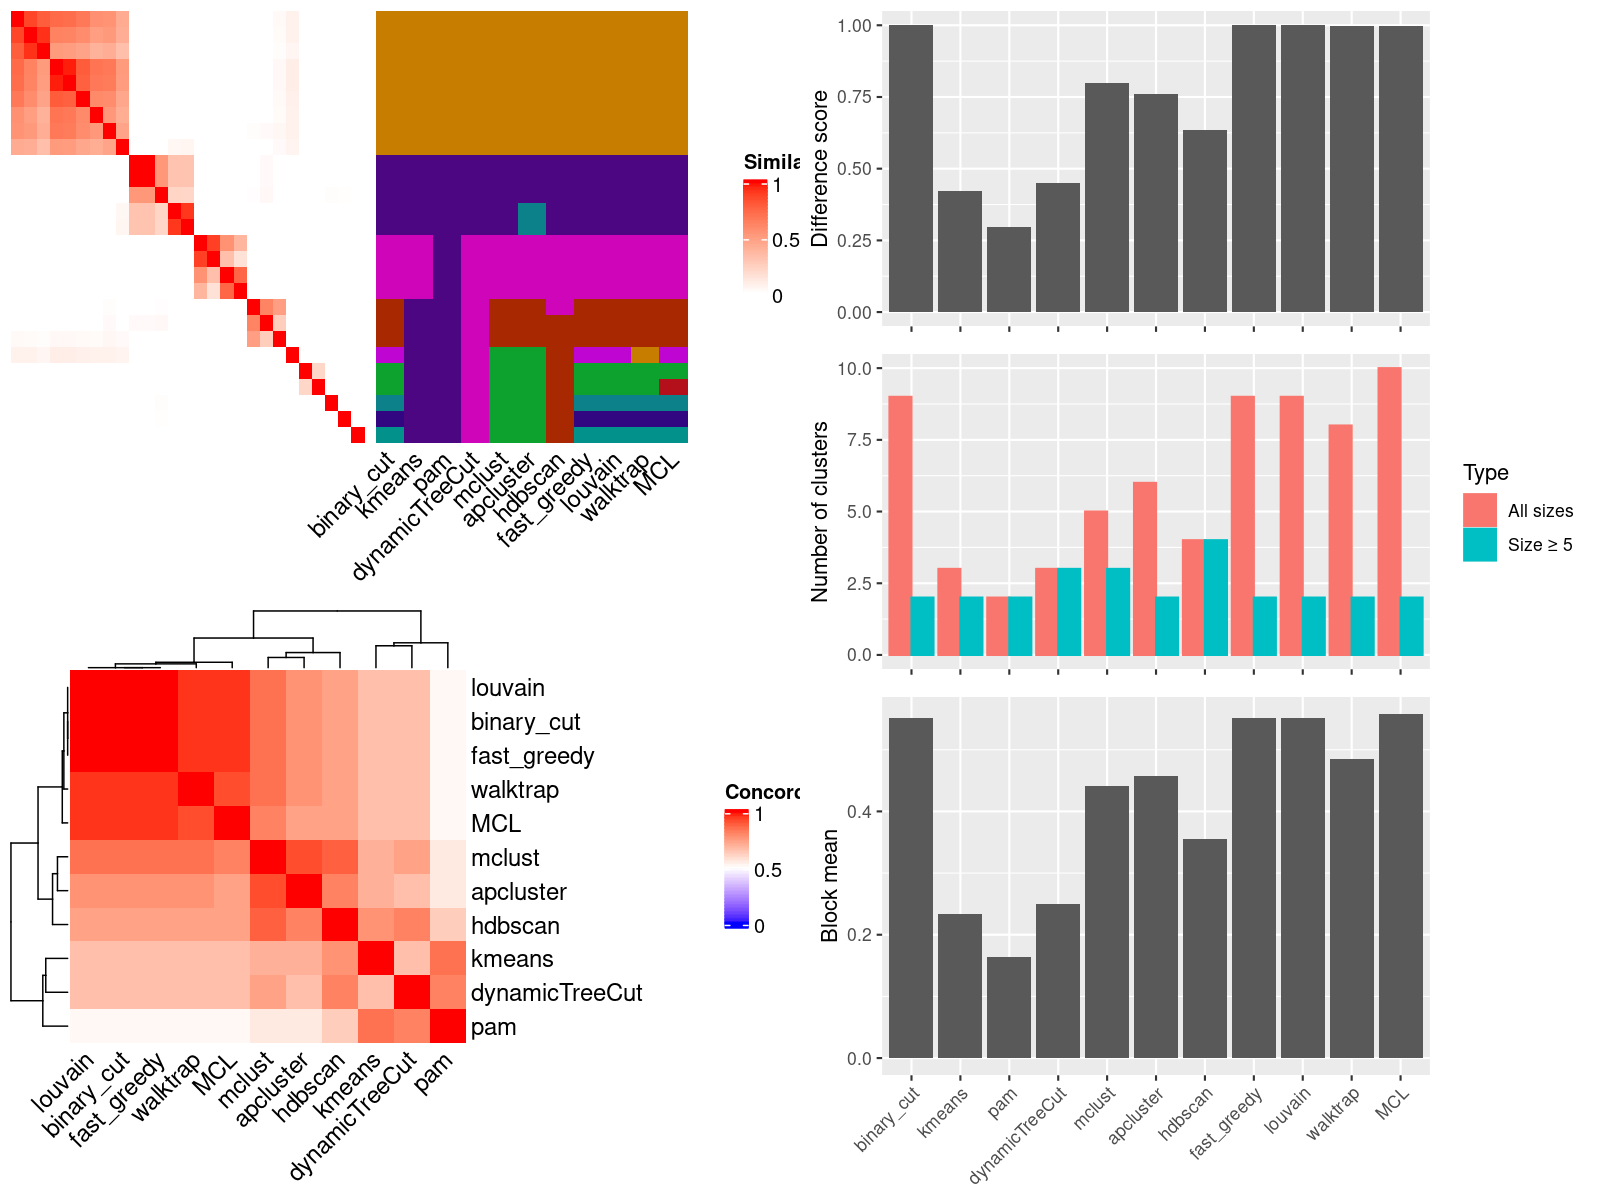 Simila
1
0.5
0
binary_cut
kmeans
pam
dynamicTreeCut
mclust
apcluster
hdbscan
fast_greedy
louvain
walktrap
MCL
Difference score
1.00
0.75
0.50
0.25
0.00
Number of clusters
10.0
7.5
5.0
2.5
0.0
Type
All sizes
Size ≥ 5
louvain
binary_cut
fast_greedy
walktrap
MCL
mclust
apcluster
hdbscan
kmeans
dynamicTreeCut
pam
louvain
binary_cut
fast_greedy
walktrap
MCL
mclust
apcluster
hdbscan
kmeans
dynamicTreeCut
pam
Concord
1
0.5
0
Block mean
0.4
0.2
0.0
binary_cut
kmeans
pam
dynamicTreeCut
mclust
apcluster
hdbscan
fast_greedy
louvain
walktrap
MCL